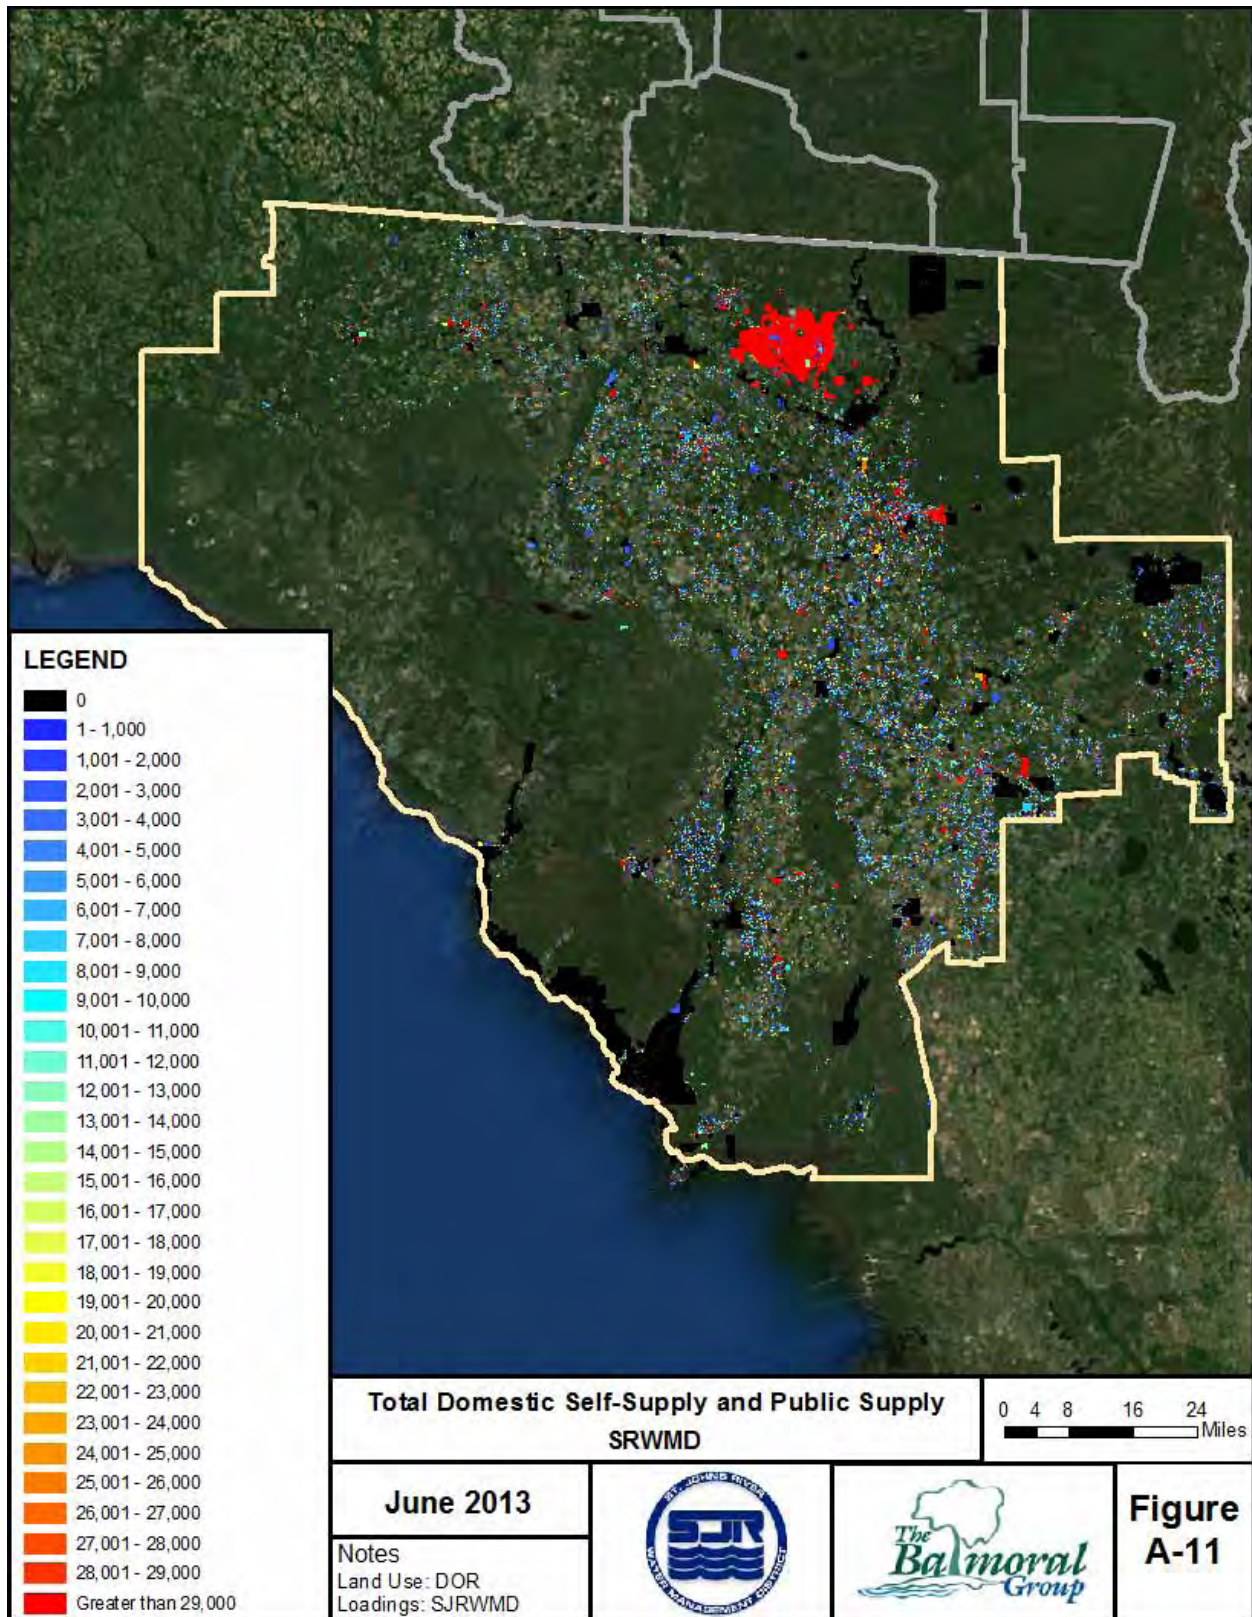 LEGEND
0
1 - 1,000
1,001 - 2,000
2,001 - 3,000
3,001 - 4,000
4,001 - 5,000
5,001 - 6,000
6,001 - 7,000
7,001 - 8,000
8,001 - 9,000
9,001 - 10,000
10,001 - 11,000
11,001 - 12,000
12,001 - 13,000
13,001 - 14,000
14,001 - 15,000
15,001 - 16,000
16,001 - 17,000
17,001 - 18,000
18,001 - 19,000
19,001 - 20,000
20,001 - 21,000
21,001 - 22,000
22,001 - 23,000
23,001 - 24,000
24,001 - 25,000
25,001 - 26,000
26,001 - 27,000
27,001 - 28,000
28,001 - 29,000
Greater than 29,000
Total Domestic Self-Supply and Public Supply
SRWMD
0 4 8 16 24
Miles
June 2013
Notes
Land Use: DOR
Loadings: SJRWMD
ST. JOHNS RIVER
SJR
WATER MANAGEMENT DISTRICT
The
Balmoral
Group
Figure
A-11